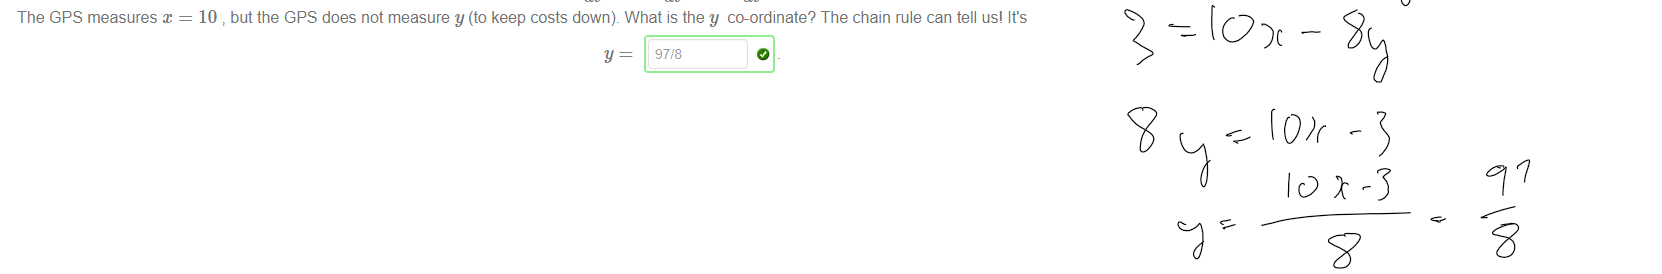 The GPS measures x = 10 , but the GPS does not measure y (to keep costs down). What is the y co-ordinate? The chain rule can tell us! It's
y = 97/8 .
3 = 10x - 8y
8y = 10x - 3
y = (10x - 3)/8 = 97/8